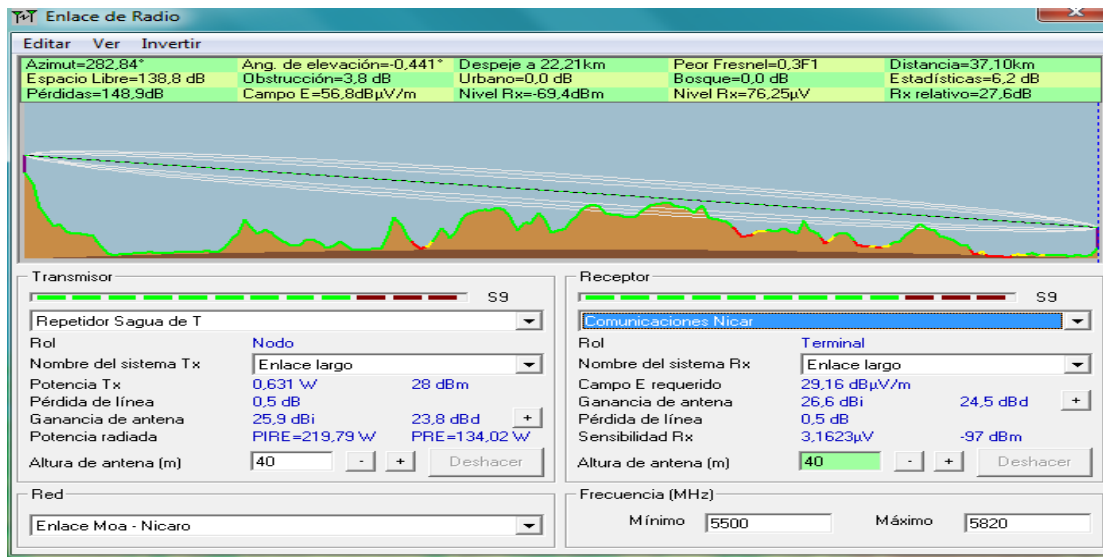 Enlace de Radio
Editar Ver Invertir
Azimut=282,84° Ang. de elevación=-0,441° Despeje a 22,21km Peor Fresnel=0,3F1 Distancia=37,10km
Espacio Libre=138,8 dB Obstrucción=3,8 dB Urbano=0,0 dB Bosque=0,0 dB Estadísticas=6,2 dB
Pérdidas=148,9dB Campo E=56,8dBµV/m Nivel Rx=-69,4dBm Nivel Rx=76,25µV Rx relativo=27,6dB
Transmisor
S9
Repetidor Sagua de T
Rol Nodo
Nombre del sistema Tx Enlace largo
Potencia Tx 0,631 W 28 dBm
Pérdida de línea 0,5 dB
Ganancia de antena 25,9 dBi 23,8 dBd +
Potencia radiada PIRE=219,79 W PRE=134,02 W
Altura de antena (m) 40 - + Deshacer
Red
Enlace Moa - Nicaro
Receptor
S9
Comunicaciones Nicar
Rol Terminal
Nombre del sistema Rx Enlace largo
Campo E requerido 29,16 dBµV/m
Ganancia de antena 26,6 dBi 24,5 dBd +
Pérdida de línea 0,5 dB
Sensibilidad Rx 3,1623µV -97 dBm
Altura de antena (m) 40 - + Deshacer
Frecuencia (MHz)
Mínimo 5500 Máximo 5820